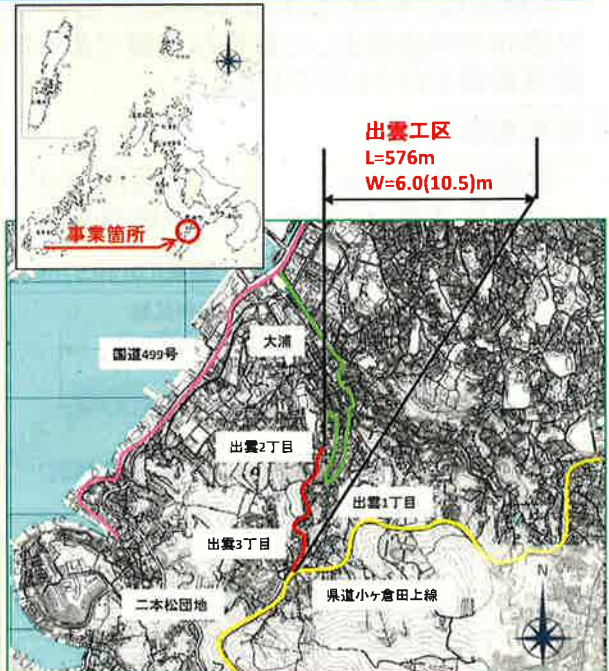 N
事業箇所
出雲工区
L=576m
W=6.0(10.5)m
国道499号
大浦
出雲2丁目
出雲1丁目
出雲3丁目
二本松団地
県道小ヶ倉田上線
N